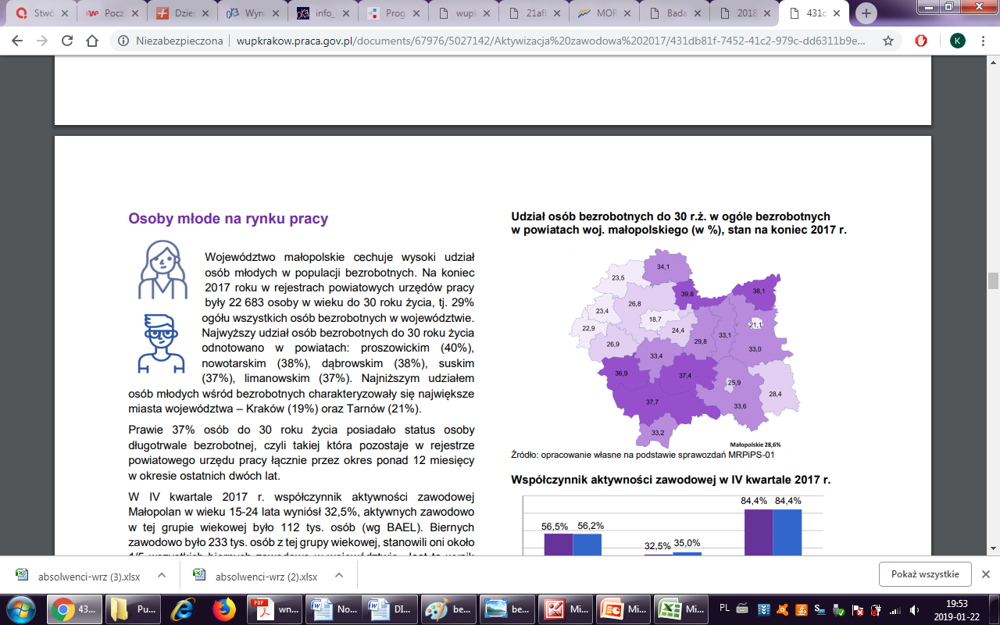 Stwó
Pocz
Dzier
Wyni
info_
Prog
wupk
21afl
MOR
Bada
2018
431c
Niezabezpieczona
wupkrakow.praca.gov.pl/documents/67976/5027142/Aktywizacja%20zawodowa%202017/431db81f-7452-41c2-979c-dd6311b9e...
K
Osoby młode na rynku pracy
Województwo małopolskie cechuje wysoki udział
osób młodych w populacji bezrobotnych. Na koniec
2017 roku w rejestrach powiatowych urzędów pracy
były 22 683 osoby w wieku do 30 roku życia, tj. 29%
ogółu wszystkich osób bezrobotnych w województwie.
Najwyższy udział osób bezrobotnych do 30 roku życia
odnotowano w powiatach: proszowickim (40%),
nowotarskim (38%), dąbrowskim (38%), suskim
(37%), limanowskim (37%). Najniższym udziałem
osób młodych wśród bezrobotnych charakteryzowały się największe
miasta województwa – Kraków (19%) oraz Tarnów (21%).
Prawie 37% osób do 30 roku życia posiadało status osoby
długotrwale bezrobotnej, czyli takiej która pozostaje w rejestrze
powiatowego urzędu pracy łącznie przez okres ponad 12 miesięcy
w okresie ostatnich dwóch lat.
W IV kwartale 2017 r. współczynnik aktywności zawodowej
Małopolan w wieku 15-24 lata wyniósł 32,5%, aktywnych zawodowo
w tej grupie wiekowej było 112 tys. osób (wg BAEL). Biernych
zawodowo było 233 tys. osób z tej grupy wiekowej, stanowili oni około
1/5 wszystkich biernych zawodowo w województwie. Jest to wynik
Udział osób bezrobotnych do 30 r.ż. w ogóle bezrobotnych
w powiatach woj. małopolskiego (w %), stan na koniec 2017 r.
34,1
23,5
39,8
38,1
26,8
23,4
18,7
21,1
22,9
24,4
33,1
26,9
29,8
33,0
33,4
36,9
37,4
25,9
28,4
37,7
33,6
33,2
Małopolskie 28,6%
Źródło: opracowanie własne na podstawie sprawozdań MRPiPS-01
Współczynnik aktywności zawodowej w IV kwartale 2017 r.
84,4% 84,4%
56,5% 56,2%
32,5% 35,0%
absolwenci-wrz (3).xlsx
absolwenci-wrz (2).xlsx
Pokaż wszystkie
43...
Pu...
PDF
wn...
No...
DI...
be...
be...
Mi...
Mi...
Mi...
PL
19:53
2019-01-22